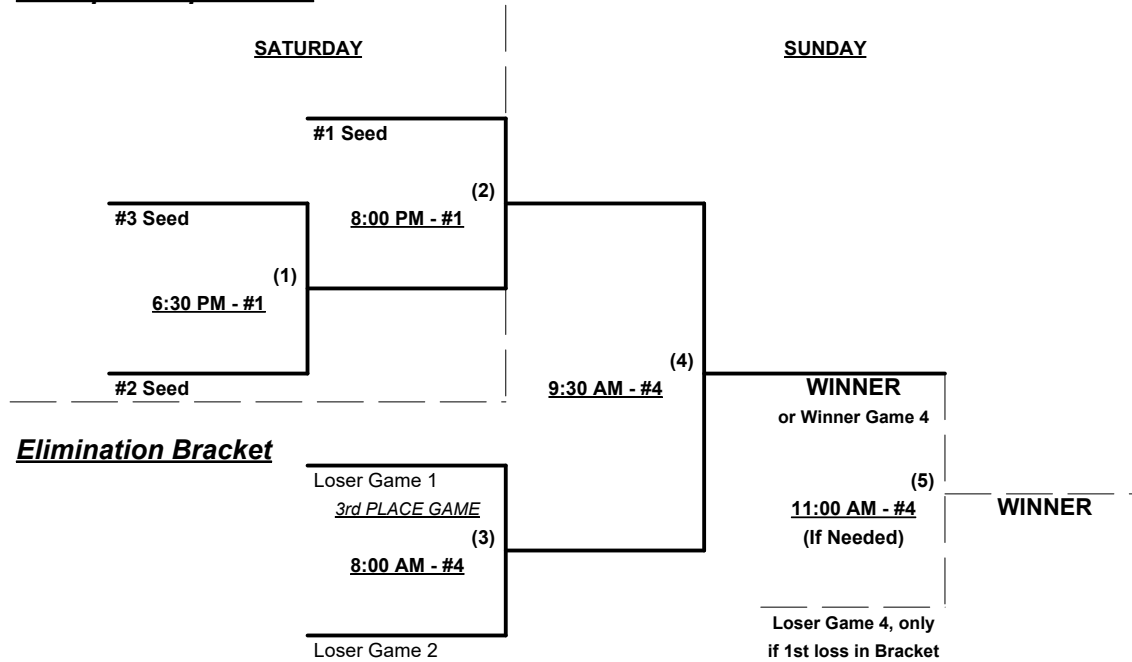 SATURDAY
SUNDAY
#1 Seed
(2)
8:00 PM - #1
#3 Seed
(1)
6:30 PM - #1
#2 Seed
(4)
9:30 AM - #4
WINNER
or Winner Game 4
Elimination Bracket
Loser Game 1
3rd PLACE GAME
(3)
8:00 AM - #4
Loser Game 2
(5)
11:00 AM - #4
(If Needed)
WINNER
Loser Game 4, only
if 1st loss in Bracket